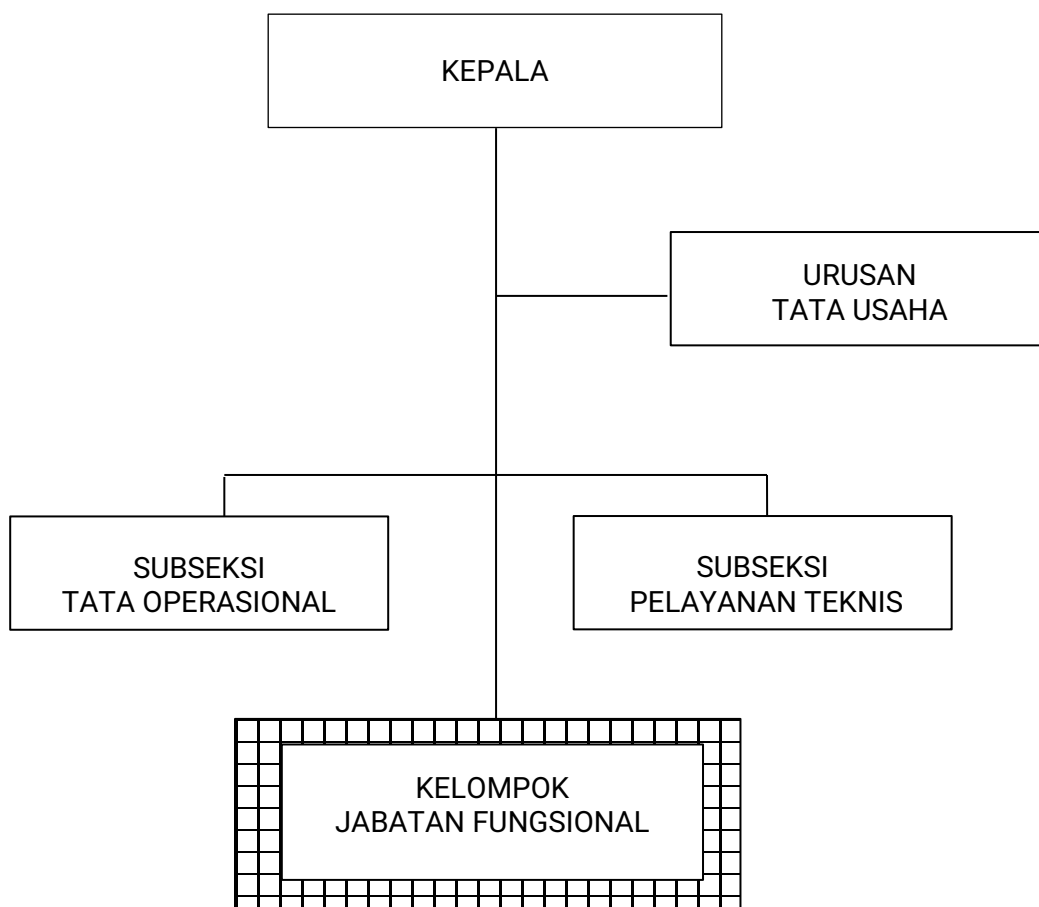 KEPALA
URUSAN
TATA USAHA
SUBSEKSI
TATA OPERASIONAL
SUBSEKSI
PELAYANAN TEKNIS
KELOMPOK
JABATAN FUNGSIONAL